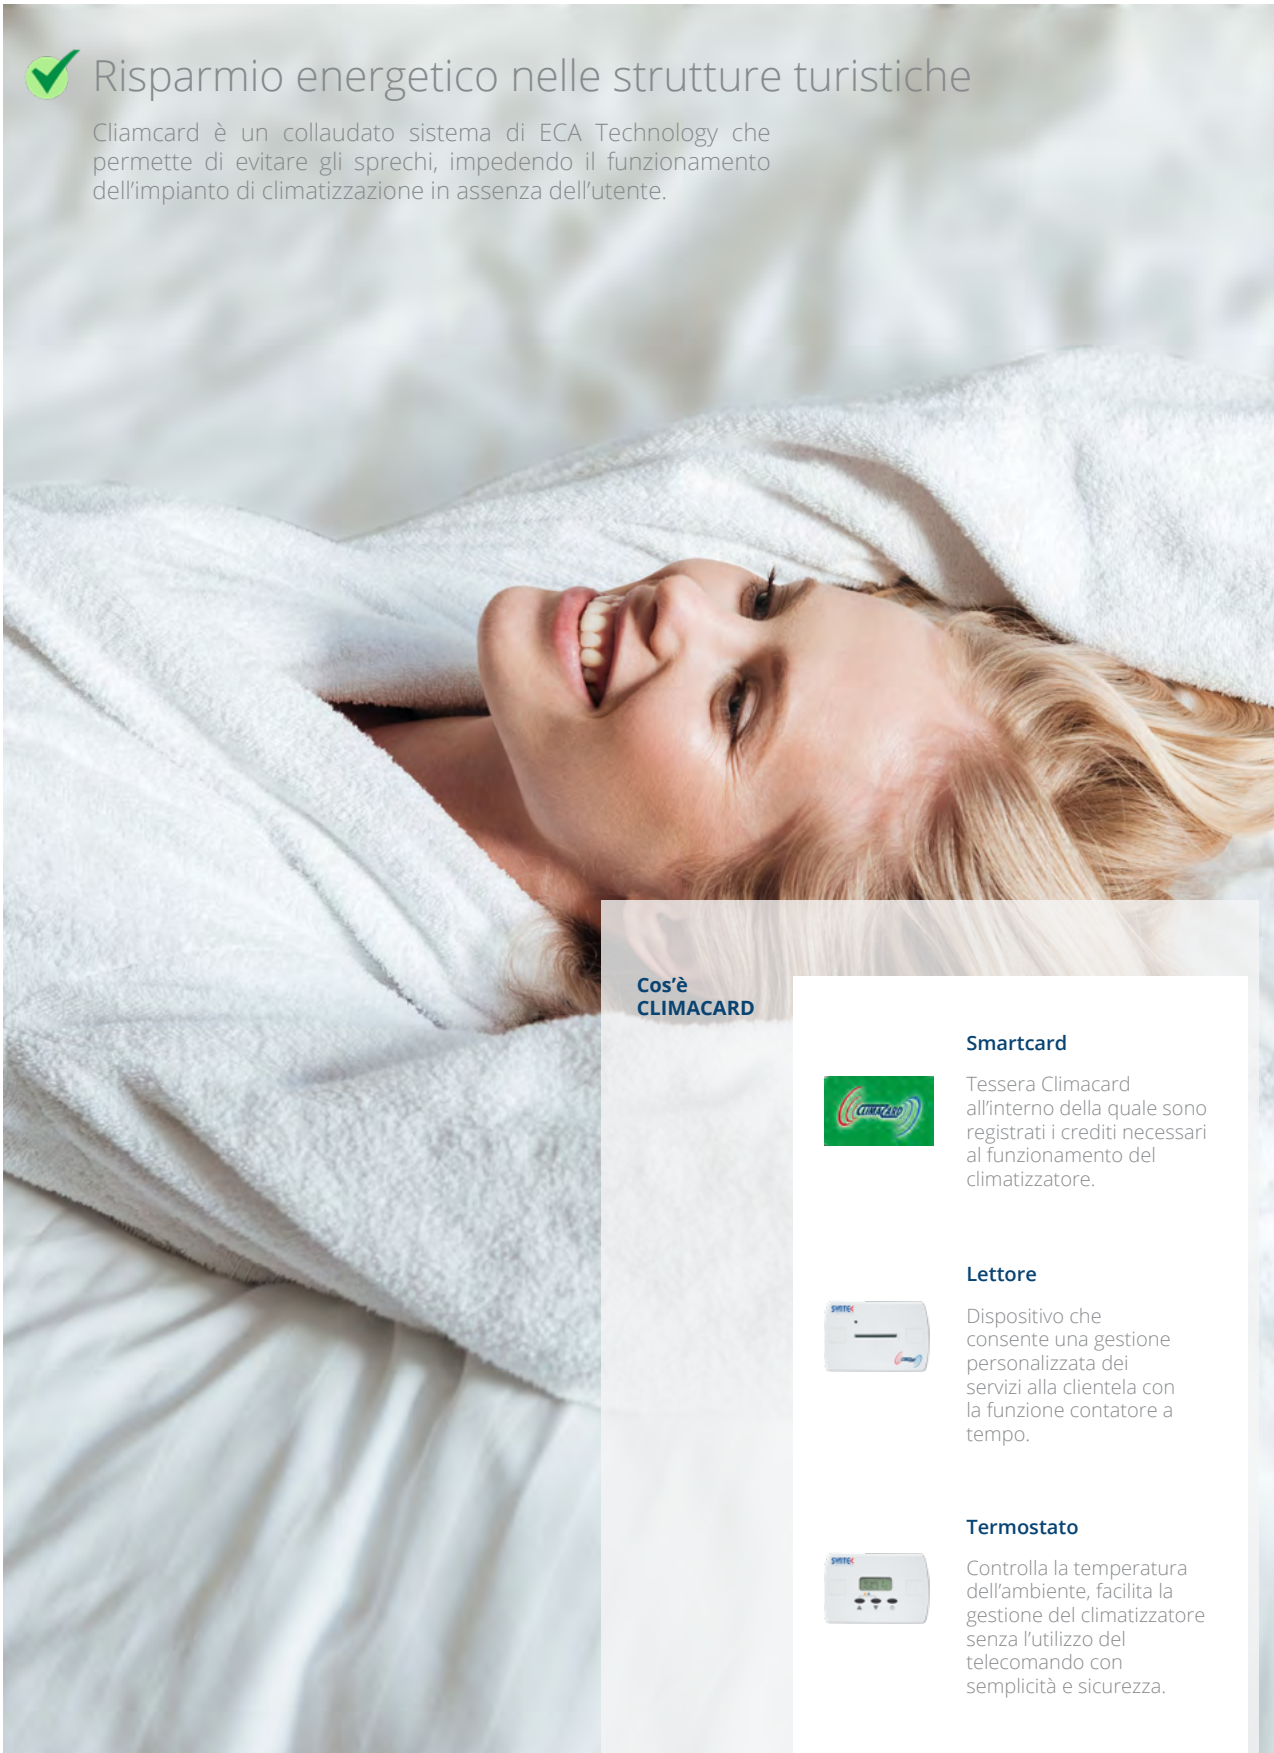 Risparmio energetico nelle strutture turistiche
Cliamcard è un collaudato sistema di ECA Technology che
permette di evitare gli sprechi, impedendo il funzionamento
dell'impianto di climatizzazione in assenza dell'utente.
Cos'è
CLIMACARD
Smartcard
CLIMACARD
Tessera Climacard
all'interno della quale sono
registrati i crediti necessari
al funzionamento del
climatizzatore.
Lettore
SYNTEK
Dispositivo che
consente una gestione
personalizzata dei
servizi alla clientela con
la funzione contatore a
tempo.
Termostato
SYNTEK
Controlla la temperatura
dell'ambiente, facilita la
gestione del climatizzatore
senza l'utilizzo del
telecomando con
semplicità e sicurezza.